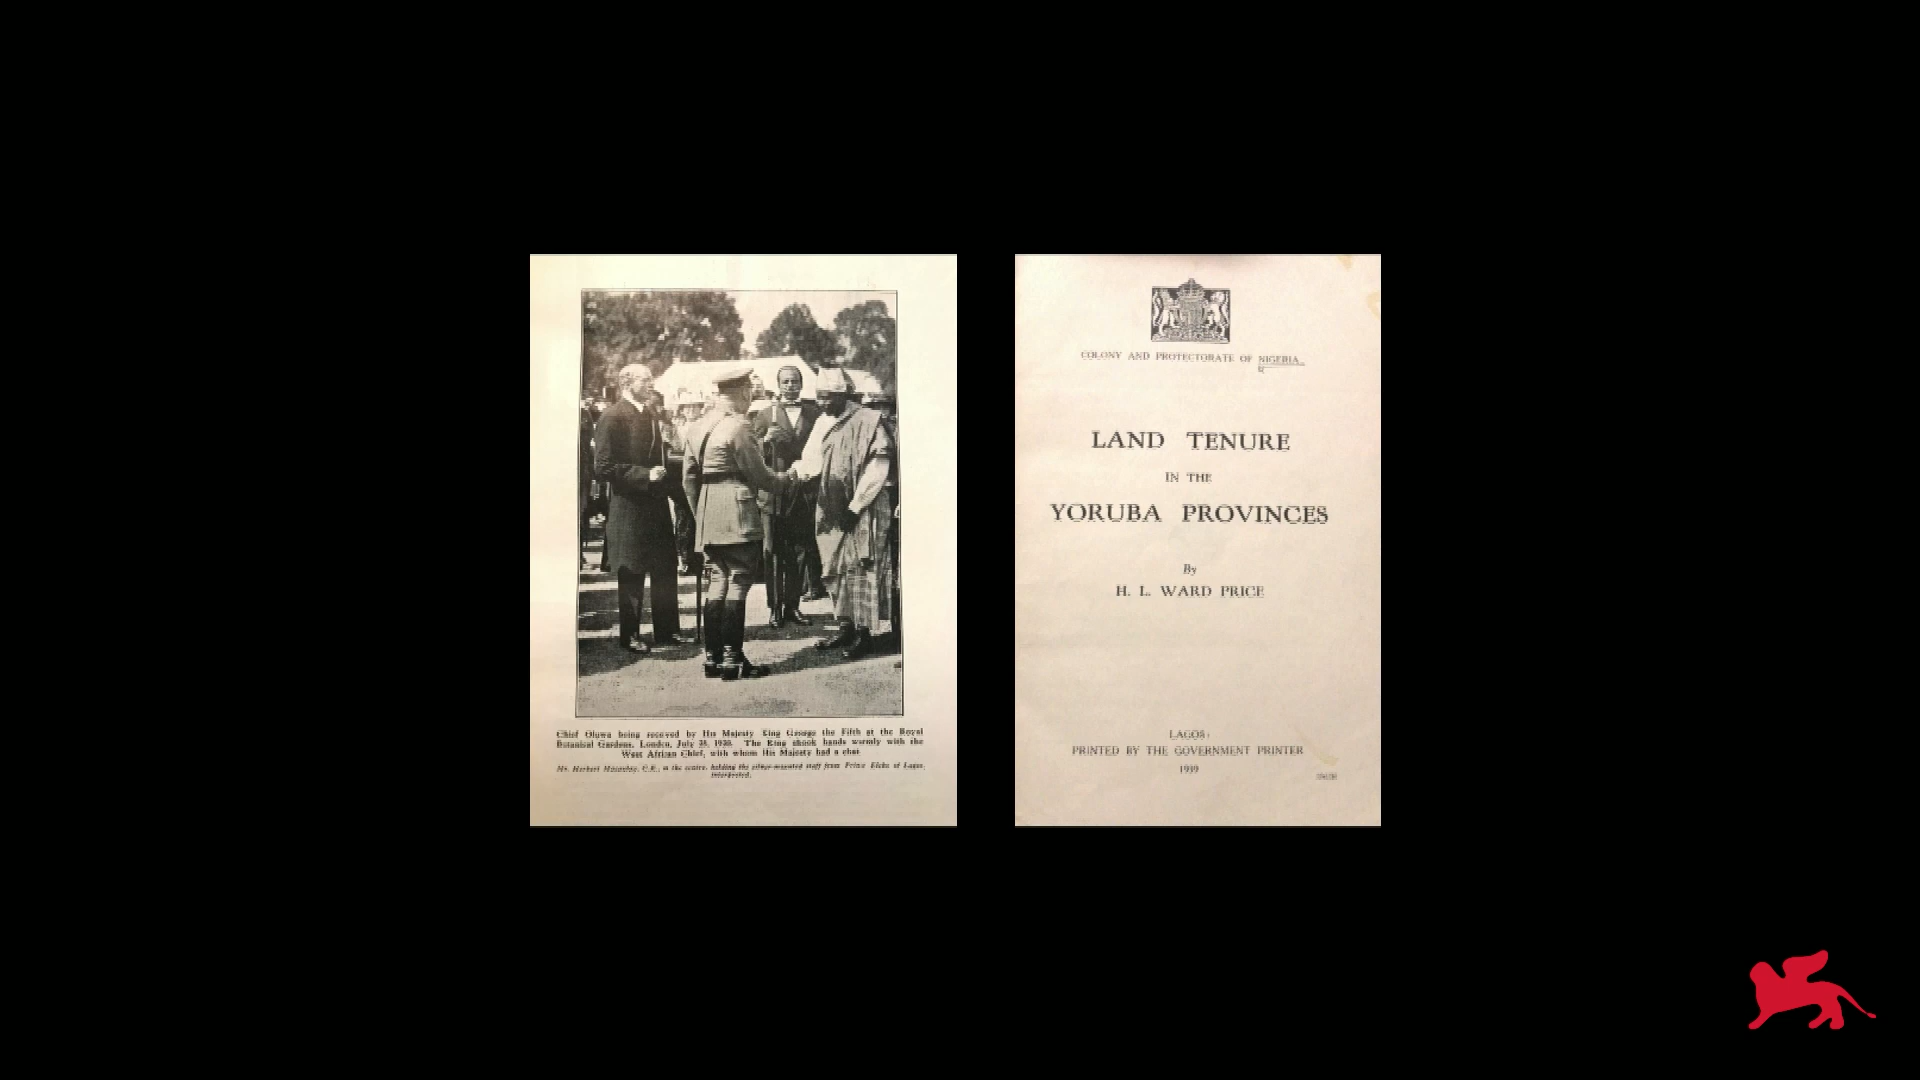 Chief Oluwa being received by His Majesty King George the Fifth at the Royal
Botanical Gardens, London, July 28, 1920. The King shook hands warmly with the
West African Chief, with whom His Majesty had a chat
Mr. Herbert Macaulay, C.E., in the centre, holding the silver-mounted staff from Prince Eleko of Lagos,
interpreted.
COLONY AND PROTECTORATE OF NIGERIA
LAND TENURE
IN THE
YORUBA PROVINCES
By
H. L. WARD PRICE
LAGOS:
PRINTED BY THE GOVERNMENT PRINTER
1939